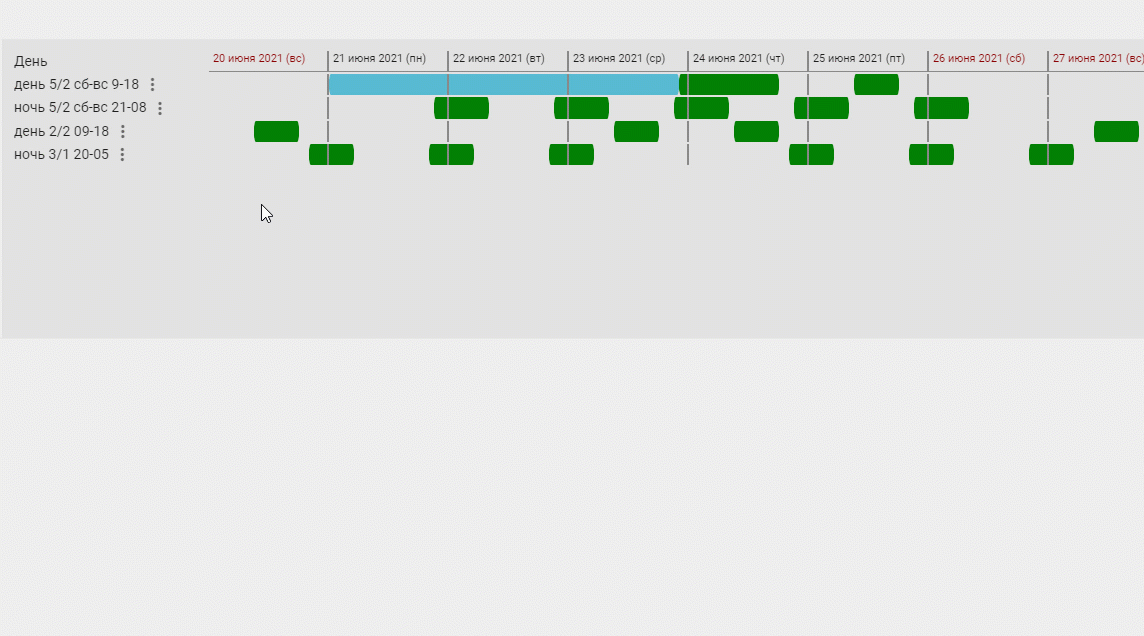 День
20 июня 2021 (вс) 21 июня 2021 (пн) 22 июня 2021 (вт) 23 июня 2021 (ср) 24 июня 2021 (чт) 25 июня 2021 (пт) 26 июня 2021 (сб) 27 июня 2021 (вс)
день 5/2 сб-вс 9-18
ночь 5/2 сб-вс 21-08
день 2/2 09-18
ночь 3/1 20-05